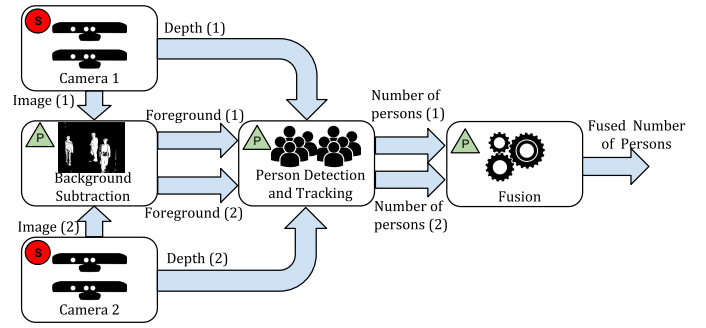 S
Depth (1)
Camera 1
Image (1)
Foreground (1)
P
Background
Subtraction
P
Person Detection
and Tracking
Number of
persons (1)
P
Fusion
Fused Number
of Persons
Foreground (2)
Number of
persons (2)
Image (2)
S
Depth (2)
Camera 2